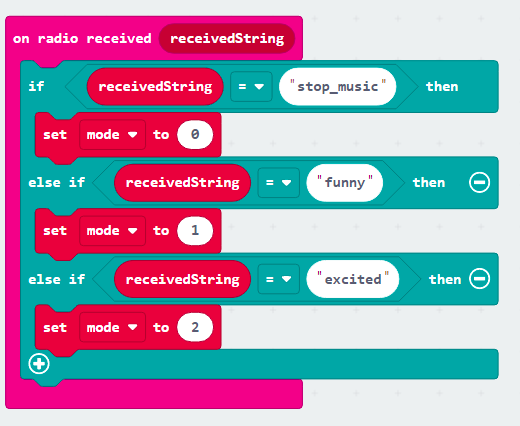 on radio received receivedString
if receivedString = "stop_music" then
set mode to 0
else if receivedString = "funny" then
set mode to 1
else if receivedString = "excited" then
set mode to 2